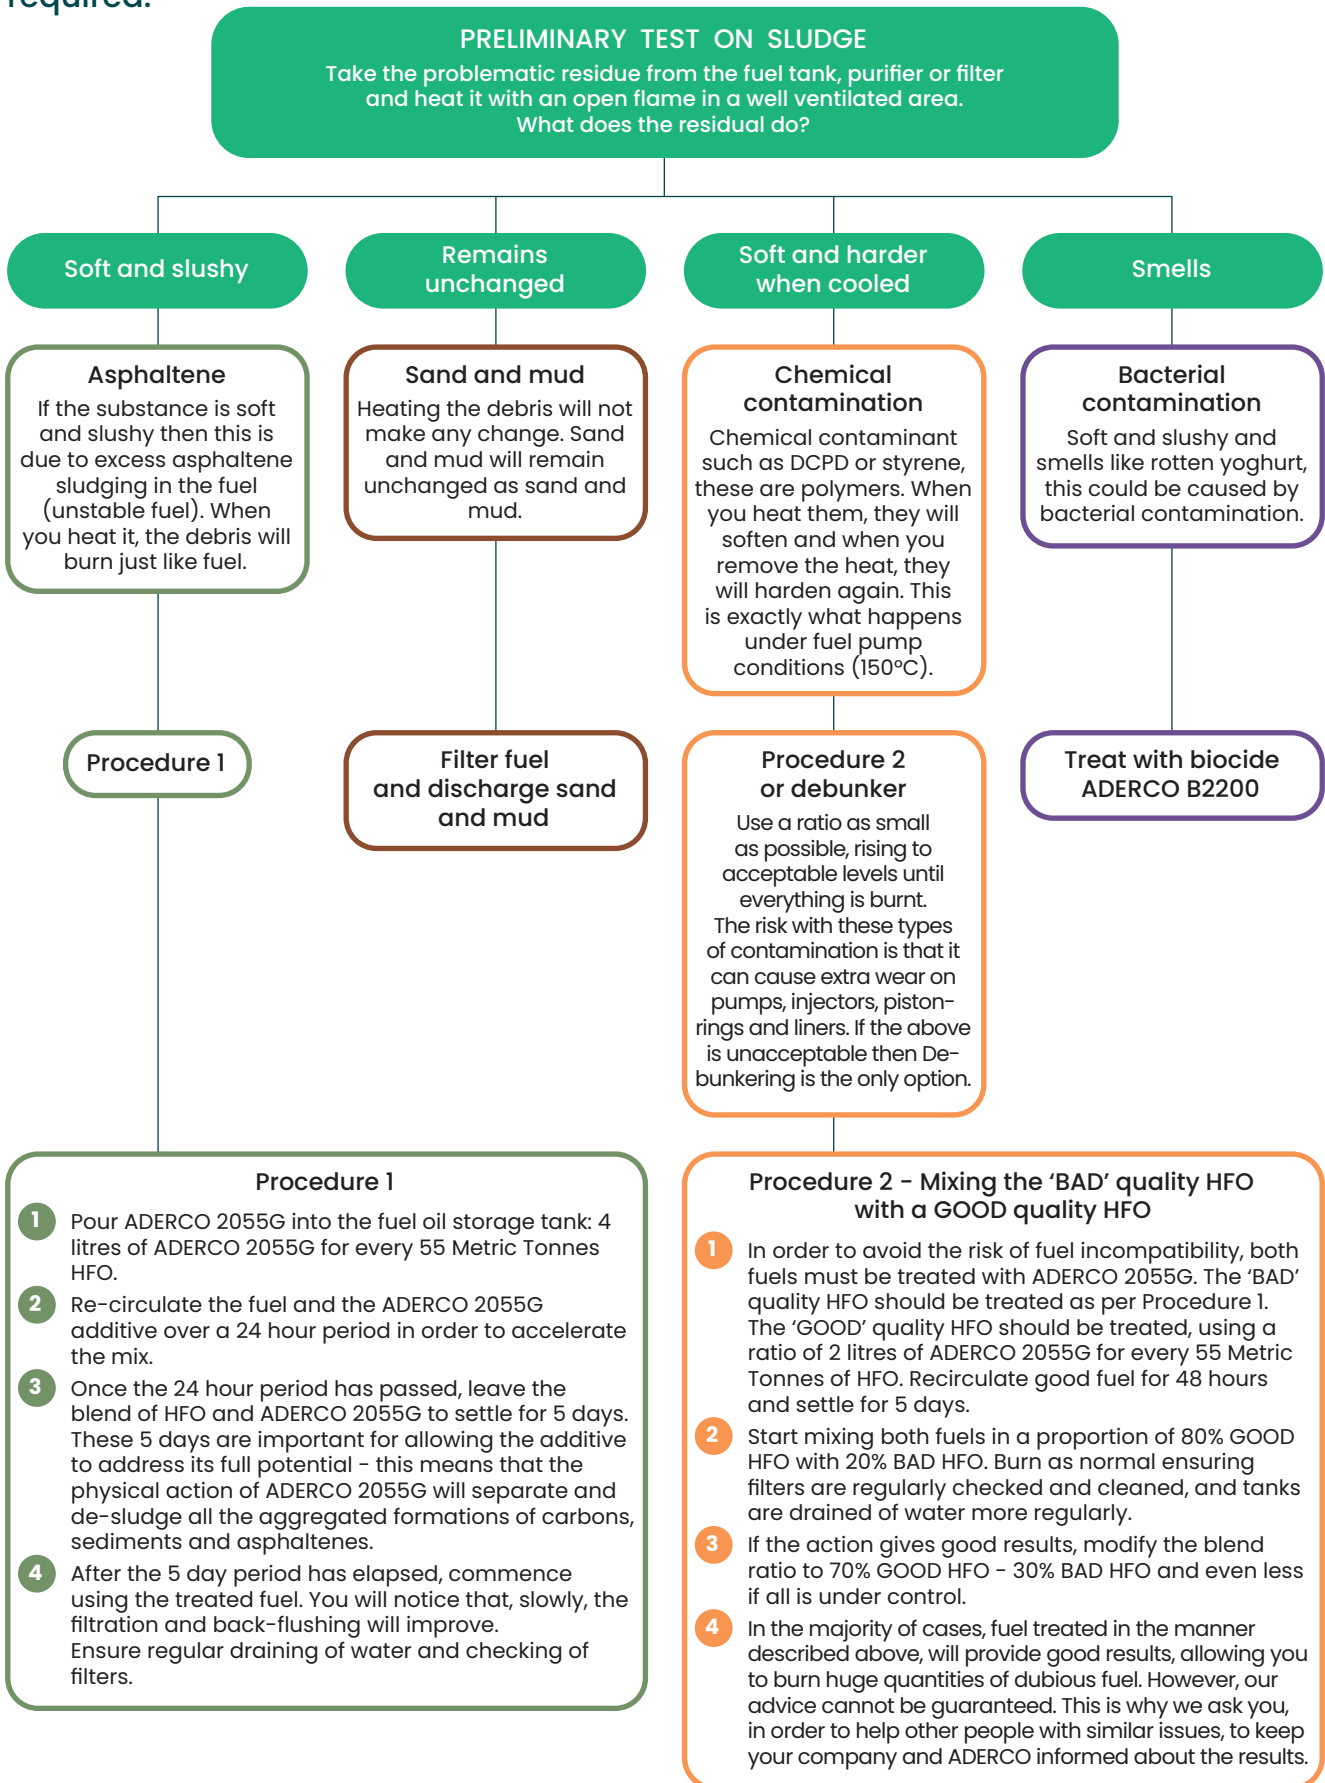 required.
PRELIMINARY TEST ON SLUDGE
Take the problematic residue from the fuel tank, purifier or filter
and heat it with an open flame in a well ventilated area.
What does the residual do?
Soft and slushy
Remains
unchanged
Soft and harder
when cooled
Smells
Asphaltene
If the substance is soft
and slushy then this is
due to excess asphaltene
sludging in the fuel
(unstable fuel). When
you heat it, the debris will
burn just like fuel.
Sand and mud
Heating the debris will not
make any change. Sand
and mud will remain
unchanged as sand and
mud.
Chemical
contamination
Chemical contaminant
such as DCPD or styrene,
these are polymers. When
you heat them, they will
soften and when you
remove the heat, they
will harden again. This
is exactly what happens
under fuel pump
conditions (150°C).
Bacterial
contamination
Soft and slushy and
smells like rotten yoghurt,
this could be caused by
bacterial contamination.
Procedure 1
Filter fuel
and discharge sand
and mud
Procedure 2
or debunker
Use a ratio as small
as possible, rising to
acceptable levels until
everything is burnt.
The risk with these types
of contamination is that it
can cause extra wear on
pumps, injectors, piston-
rings and liners. If the above
is unacceptable then De-
bunkering is the only option.
Treat with biocide
ADERCO B2200
Procedure 1
1 Pour ADERCO 2055G into the fuel oil storage tank: 4
litres of ADERCO 2055G for every 55 Metric Tonnes
HFO.
2 Re-circulate the fuel and the ADERCO 2055G
additive over a 24 hour period in order to accelerate
the mix.
3 Once the 24 hour period has passed, leave the
blend of HFO and ADERCO 2055G to settle for 5 days.
These 5 days are important for allowing the additive
to address its full potential - this means that the
physical action of ADERCO 2055G will separate and
de-sludge all the aggregated formations of carbons,
sediments and asphaltenes.
4 After the 5 day period has elapsed, commence
using the treated fuel. You will notice that, slowly, the
filtration and back-flushing will improve.
Ensure regular draining of water and checking of
filters.
Procedure 2 - Mixing the ‘BAD’ quality HFO
with a GOOD quality HFO
1 In order to avoid the risk of fuel incompatibility, both
fuels must be treated with ADERCO 2055G. The ‘BAD’
quality HFO should be treated as per Procedure 1.
The ‘GOOD’ quality HFO should be treated, using a
ratio of 2 litres of ADERCO 2055G for every 55 Metric
Tonnes of HFO. Recirculate good fuel for 48 hours
and settle for 5 days.
2 Start mixing both fuels in a proportion of 80% GOOD
HFO with 20% BAD HFO. Burn as normal ensuring
filters are regularly checked and cleaned, and tanks
are drained of water more regularly.
3 If the action gives good results, modify the blend
ratio to 70% GOOD HFO - 30% BAD HFO and even less
if all is under control.
4 In the majority of cases, fuel treated in the manner
described above, will provide good results, allowing you
to burn huge quantities of dubious fuel. However, our
advice cannot be guaranteed. This is why we ask you,
in order to help other people with similar issues, to keep
your company and ADERCO informed about the results.